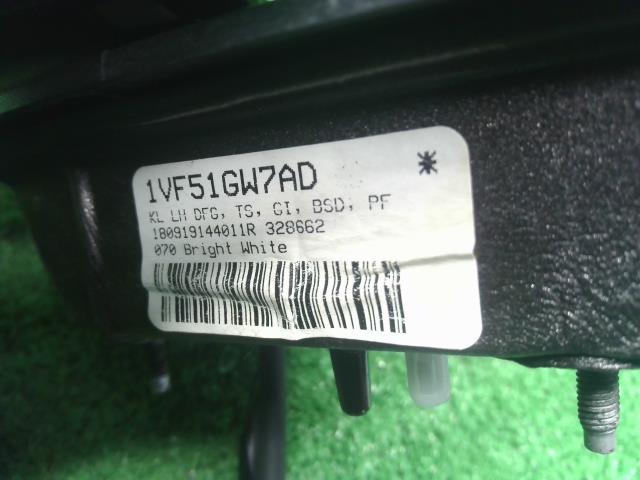 1VF51GW7AD *
KL LH DFG, TS, CI, BSD, PF
180919144011R 328662
070 Bright White